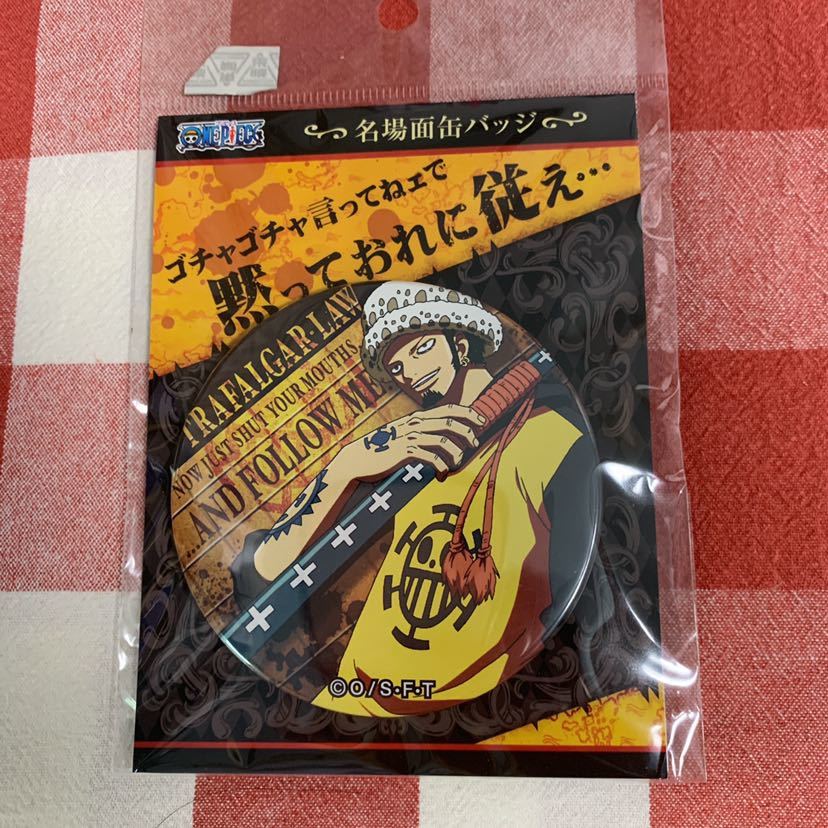 ONE PIECE
名場面缶バッジ
ゴチャゴチャ言ってねェで
黙っておれに従え…
TRAFALGAR·LAW
NOW JUST SHUT YOUR MOUTHS
...AND FOLLOW ME
©O/S·F·T